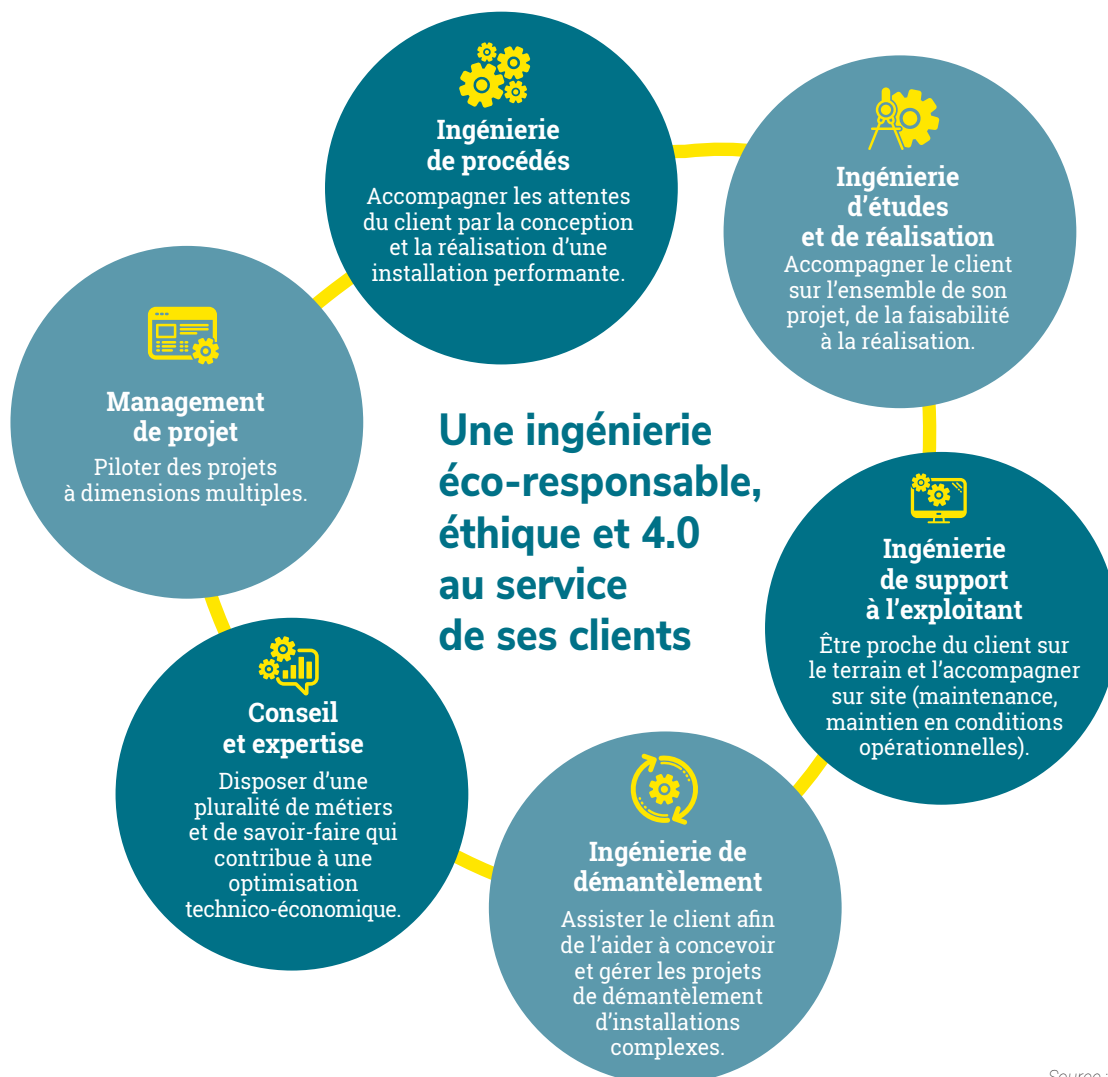 Ingénierie
de procédés
Accompagner les attentes
du client par la conception
et la réalisation d'une
installation performante.
Ingénierie
d'études
et de réalisation
Accompagner le client
sur l'ensemble de son
projet, de la faisabilité
à la réalisation.
Management
de projet
Piloter des projets
à dimensions multiples.
Une ingénierie
éco-responsable,
éthique et 4.0
au service
de ses clients
Ingénierie
de support
à l'exploitant
Être proche du client sur
le terrain et l'accompagner
sur site (maintenance,
maintien en conditions
opérationnelles).
Conseil
et expertise
Disposer d'une
pluralité de métiers
et de savoir-faire qui
contribue à une
optimisation
technico-économique.
Ingénierie de
démantèlement
Assister le client afin
de l'aider à concevoir
et gérer les projets
de démantèlement
d'installations
complexes.
Source :